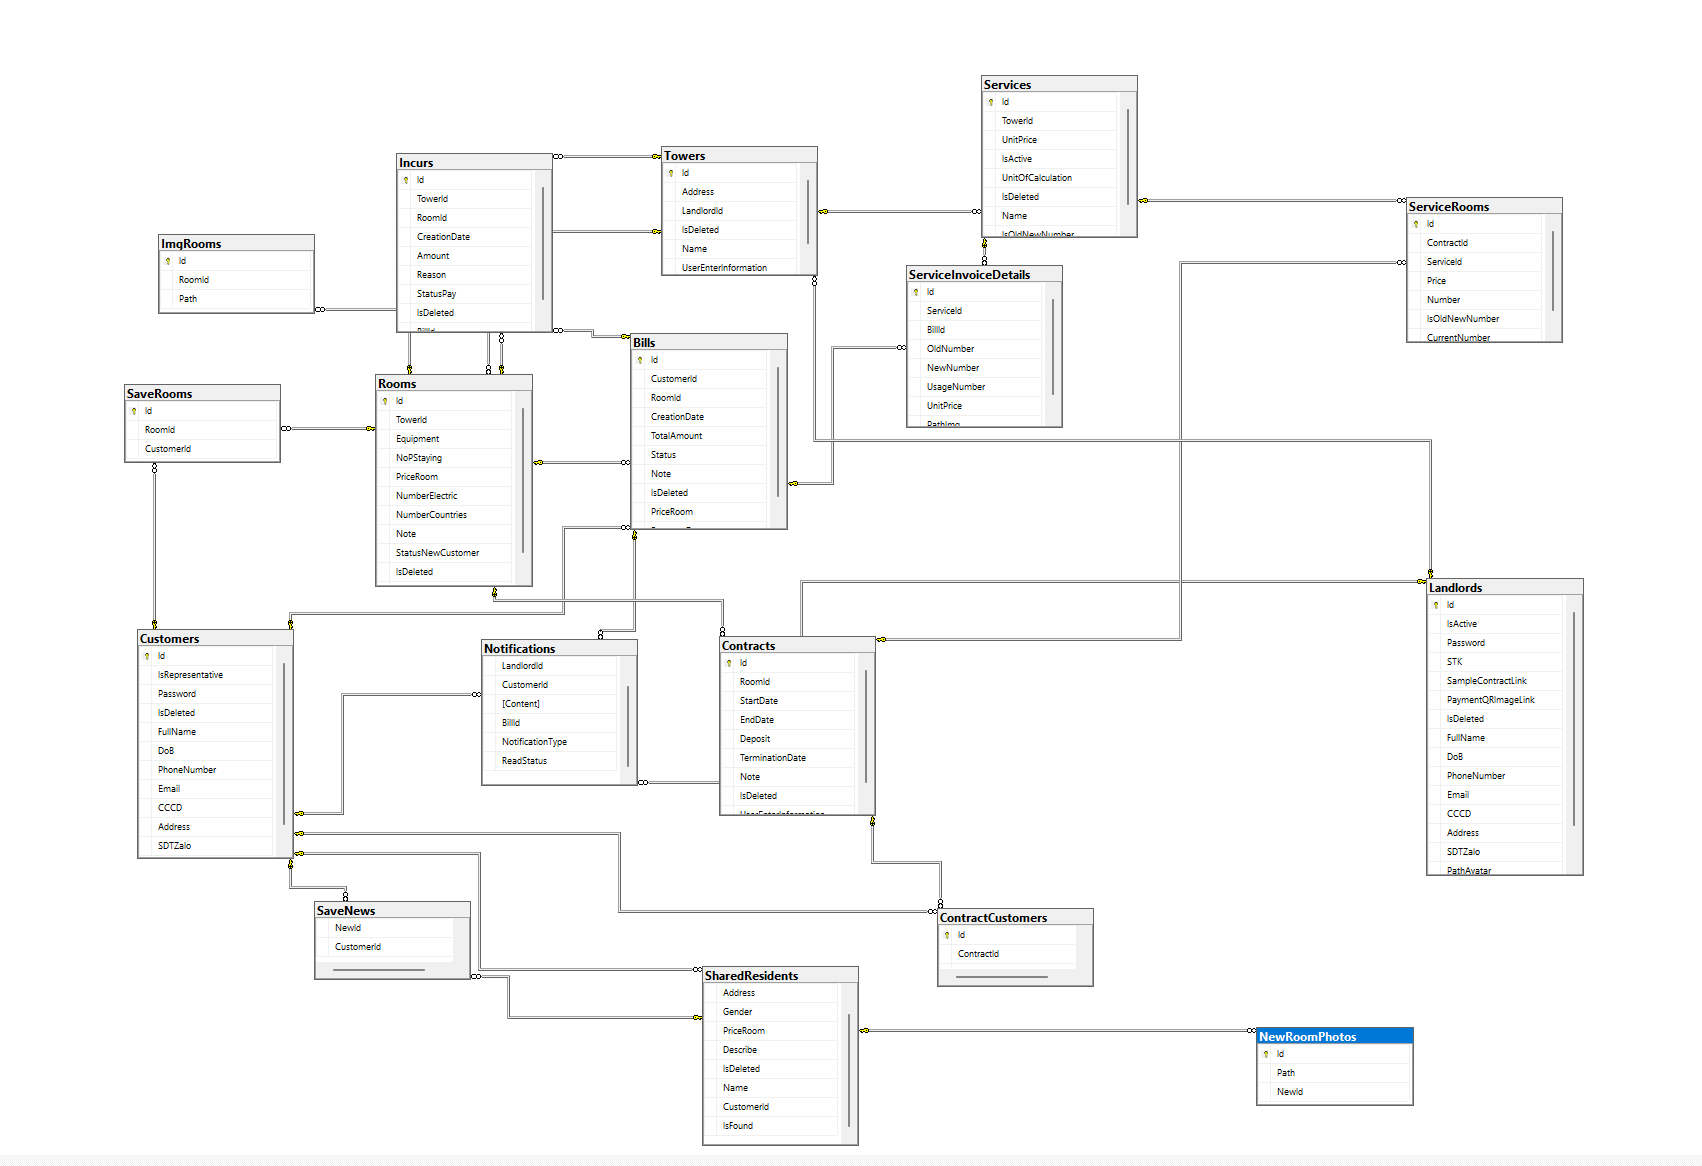 Services
Id
TowerId
UnitPrice
IsActive
UnitOfCalculation
IsDeleted
Name
IsOldNewNumber
Incurs
Id
TowerId
RoomId
CreationDate
Amount
Reason
StatusPay
IsDeleted
BillId
Towers
Id
Address
LandlordId
IsDeleted
Name
UserEnterInformation
ServiceRooms
Id
ContractId
ServiceId
Price
Number
IsOldNewNumber
CurrentNumber
ImqRooms
Id
RoomId
Path
ServiceInvoiceDetails
Id
ServiceId
BillId
OldNumber
NewNumber
UsageNumber
UnitPrice
PathImg
Bills
Id
CustomerId
RoomId
CreationDate
TotalAmount
Status
Note
IsDeleted
PriceRoom
Rooms
Id
TowerId
Equipment
NoPStaying
PriceRoom
NumberElectric
NumberCountries
Note
StatusNewCustomer
IsDeleted
SaveRooms
Id
RoomId
CustomerId
Landlords
Id
IsActive
Password
STK
SampleContractLink
PaymentQRImageLink
IsDeleted
FullName
DoB
PhoneNumber
Email
CCCD
Address
SDTZalo
PathAvatar
Customers
Id
IsRepresentative
Password
IsDeleted
FullName
DoB
PhoneNumber
Email
CCCD
Address
SDTZalo
Notifications
LandlordId
CustomerId
[Content]
BillId
NotificationType
ReadStatus
Contracts
Id
RoomId
StartDate
EndDate
Deposit
TerminationDate
Note
IsDeleted
UserEnterInformation
SaveNews
NewId
CustomerId
ContractCustomers
Id
ContractId
SharedResidents
Address
Gender
PriceRoom
Describe
IsDeleted
Name
CustomerId
IsFound
NewRoomPhotos
Id
Path
NewId